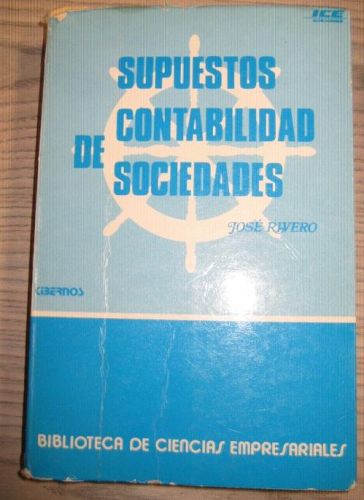 ICE
SUPUESTOS
CONTABILIDAD
DE
SOCIEDADES
JOSÉ RIVERO
CIBERNOS
BIBLIOTECA DE CIENCIAS EMPRESARIALES